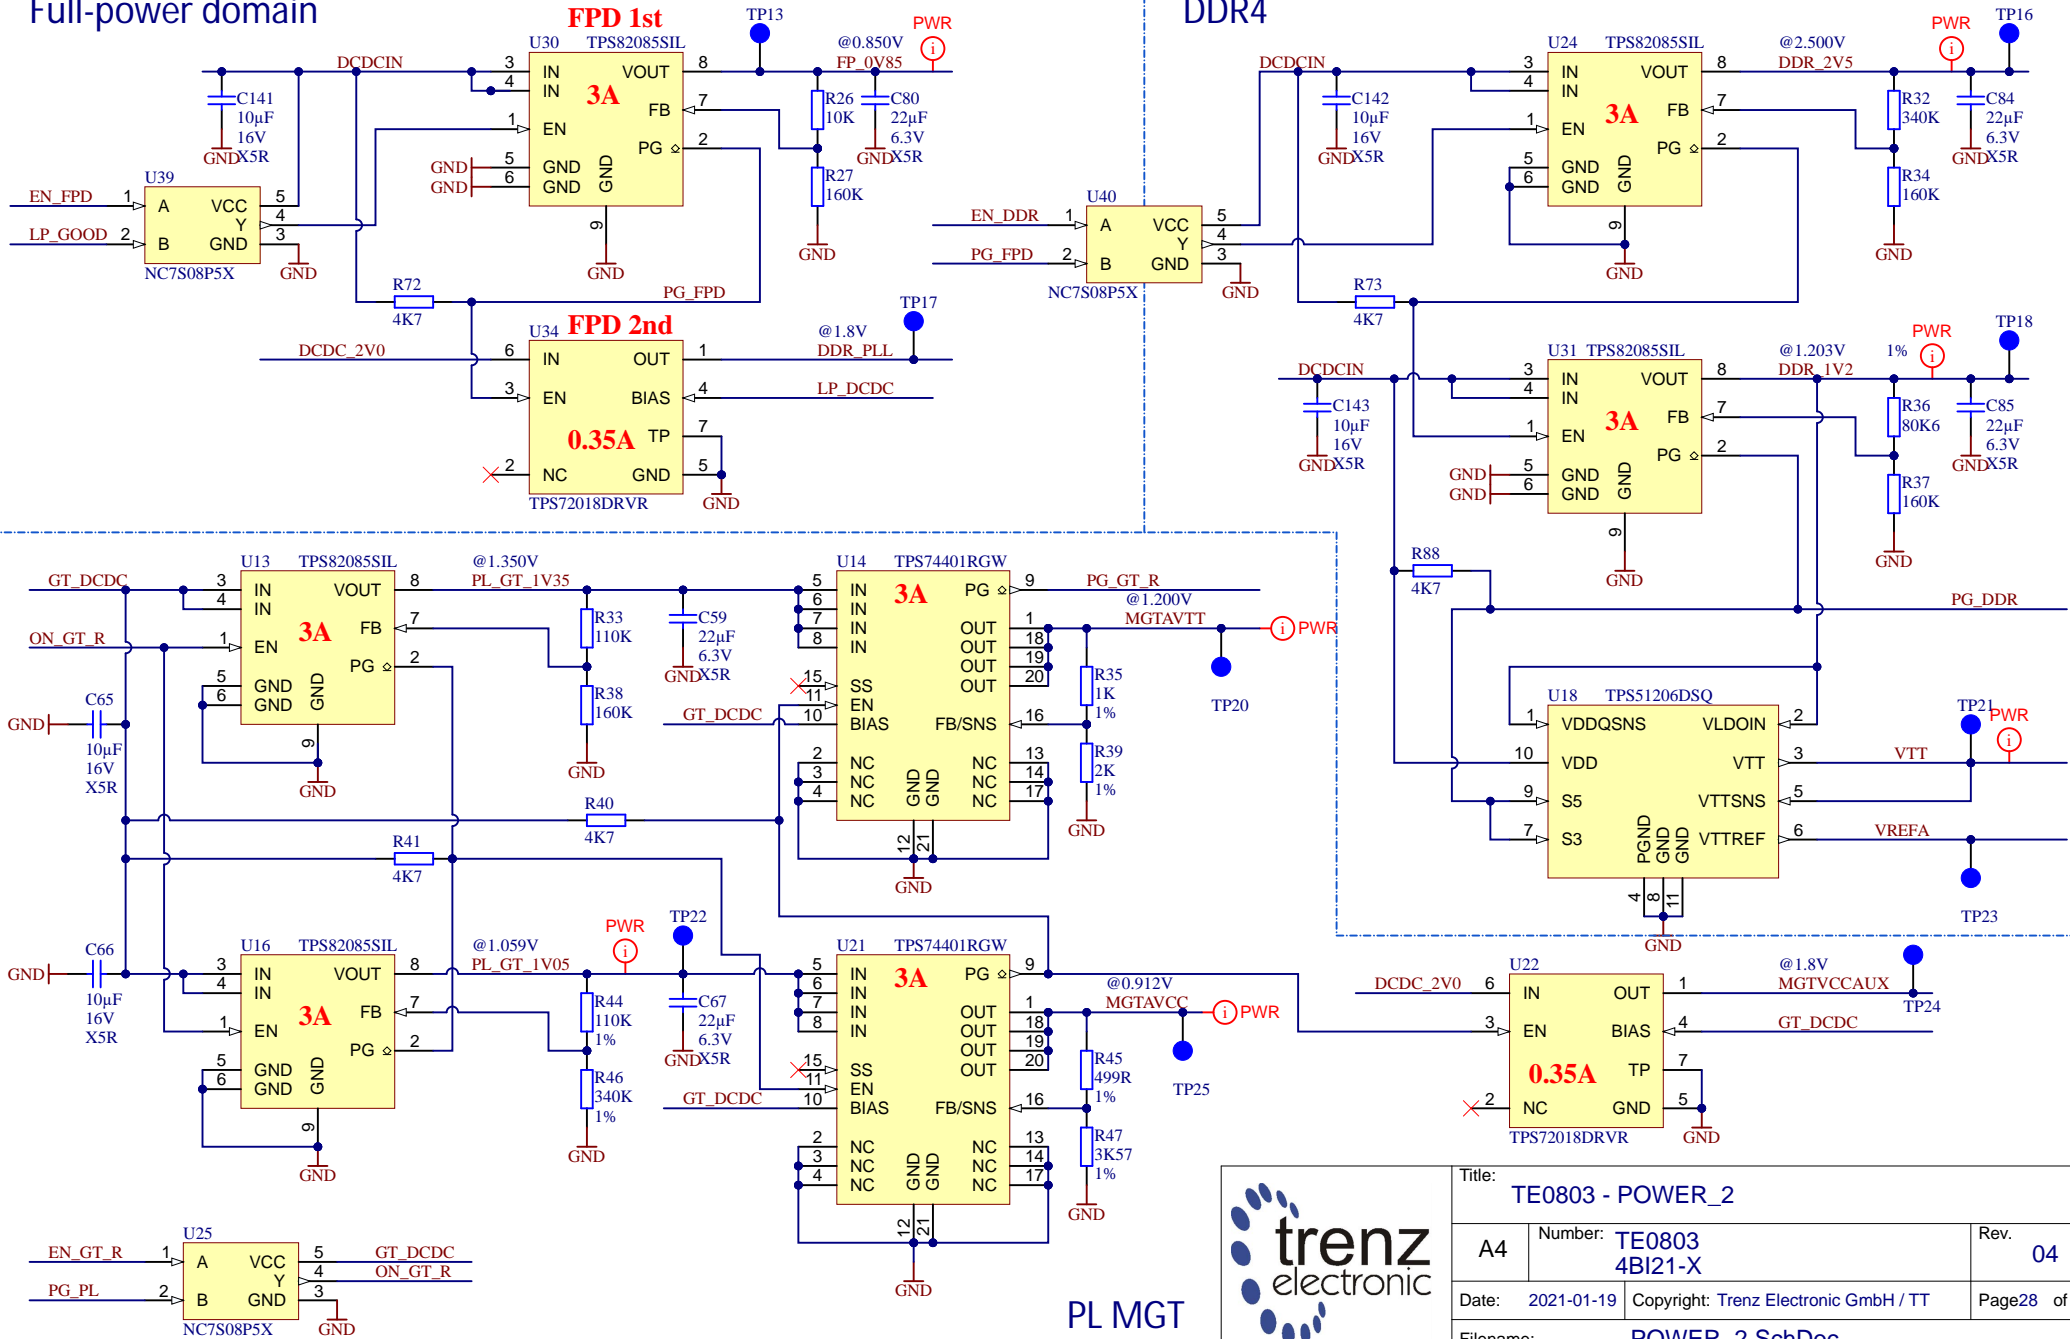 Full-power domain
FPD 1st
TP13
PWR
U30 TPS82085SIL
@0.850V
FP_0V85
DCDCIN
3 IN VOUT 8
4 IN
3A
FB 7
1 EN
PG 2
5 GND
6 GND
GND
9
GND
GND
GND
C141
10µF
16V
X5R
GND
R26
10K
C80
22µF
6.3V
X5R
GND
R27
160K
GND
U39
EN_FPD 1 A VCC 5
Y 4
LP_GOOD 2 B GND 3
NC7S08P5X
GND
R72
4K7
PG_FPD
FPD 2nd
TP17
U34
@1.8V
DCDC_2V0 6 IN OUT 1 DDR_PLL
3 EN BIAS 4 LP_DCDC
0.35A
TP 7
2 NC GND 5
TPS72018DRVR
GND
DDR4
PWR
TP16
U24 TPS82085SIL
@2.500V
DDR_2V5
DCDCIN
3 IN VOUT 8
4 IN
3A
FB 7
1 EN
PG 2
5 GND
6 GND
GND
9
GND
C142
10µF
16V
X5R
GND
R32
340K
C84
22µF
6.3V
X5R
GND
R34
160K
GND
U40
EN_DDR 1 A VCC 5
Y 4
PG_FPD 2 B GND 3
NC7S08P5X
GND
R73
4K7
PWR
TP18
U31 TPS82085SIL
@1.203V
1%
DDR_1V2
DCDCIN
3 IN VOUT 8
4 IN
3A
FB 7
1 EN
PG 2
GND 5 GND
GND 6 GND
GND
9
GND
C143
10µF
16V
X5R
GND
R36
80K6
C85
22µF
6.3V
X5R
GND
R37
160K
GND
R88
4K7
PG_DDR
U18 TPS51206DSQ
TP21
PWR
1 VDDQSNS VLDOIN 2
10 VDD VTT 3 VTT
9 S5 VTTSNS 5
7 S3 VTTREF 6 VREFA
PGND
GND
GND
4
8
11
GND
TP23
U13 TPS82085SIL
@1.350V
PL_GT_1V35
GT_DCDC
3 IN VOUT 8
4 IN
3A
FB 7
ON_GT_R 1 EN
PG 2
5 GND
6 GND
GND
9
GND
C65
GND
10µF
16V
X5R
R33
110K
C59
22µF
6.3V
X5R
GND
R38
160K
GND
U14 TPS74401RGW
5 IN PG 9 PG_GT_R
6 IN
7 IN
8 IN
3A
@1.200V
OUT 1 MGTAVTT
OUT 18
OUT 19
OUT 20
PWR
TP20
15 SS
11 EN
GT_DCDC 10 BIAS FB/SNS 16
2 NC NC 13
3 NC NC 14
4 NC NC 17
GND
GND
12
21
GND
R35
1K
1%
R39
2K
1%
GND
R40
4K7
R41
4K7
U16 TPS82085SIL
@1.059V
PL_GT_1V05
PWR
TP22
3 IN VOUT 8
4 IN
3A
FB 7
1 EN
PG 2
5 GND
6 GND
GND
9
GND
C66
GND
10µF
16V
X5R
R44
110K
1%
C67
22µF
6.3V
X5R
GND
R46
340K
1%
GND
U21 TPS74401RGW
5 IN PG 9
6 IN
7 IN
8 IN
3A
@0.912V
OUT 1 MGTAVCC
OUT 18
OUT 19
OUT 20
PWR
TP25
15 SS
11 EN
GT_DCDC 10 BIAS FB/SNS 16
2 NC NC 13
3 NC NC 14
4 NC NC 17
GND
GND
12
21
GND
R45
499R
1%
R47
3K57
1%
GND
U22
@1.8V
DCDC_2V0 6 IN OUT 1 MGTVCCAUX
TP24
3 EN BIAS 4 GT_DCDC
0.35A
TP 7
2 NC GND 5
TPS72018DRVR
GND
U25
EN_GT_R 1 A VCC 5 GT_DCDC
Y 4 ON_GT_R
PG_PL 2 B GND 3
NC7S08P5X
GND
PL MGT
trenz
electronic
Title:
TE0803 - POWER_2
A4
Number: TE0803
4BI21-X
Rev.
04
Date: 2021-01-19
Copyright: Trenz Electronic GmbH / TT
Page28 of
Filename: POWER_2.SchDoc